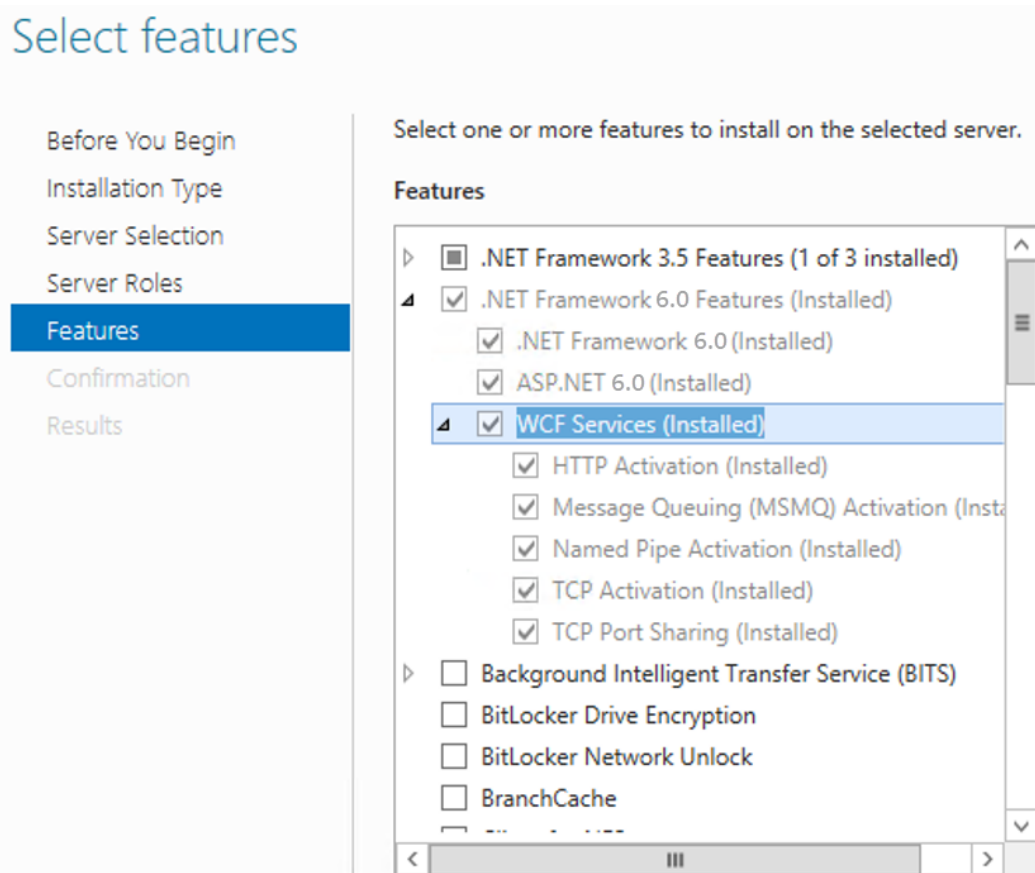 Select features
Before You Begin
Installation Type
Server Selection
Server Roles
Features
Confirmation
Results
Select one or more features to install on the selected server.
Features
.NET Framework 3.5 Features (1 of 3 installed)
.NET Framework 6.0 Features (Installed)
.NET Framework 6.0 (Installed)
ASP.NET 6.0 (Installed)
WCF Services (Installed)
HTTP Activation (Installed)
Message Queuing (MSMQ) Activation (Insta
Named Pipe Activation (Installed)
TCP Activation (Installed)
TCP Port Sharing (Installed)
Background Intelligent Transfer Service (BITS)
BitLocker Drive Encryption
BitLocker Network Unlock
BranchCache